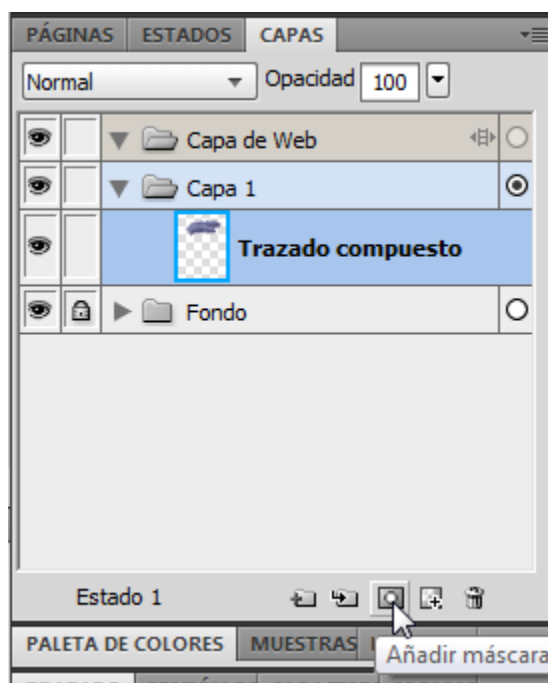 PÁGINAS ESTADOS CAPAS
Normal Opacidad 100
Capa de Web
Capa 1
Trazado compuesto
Fondo
Estado 1
PALETA DE COLORES MUESTRAS
Añadir máscara